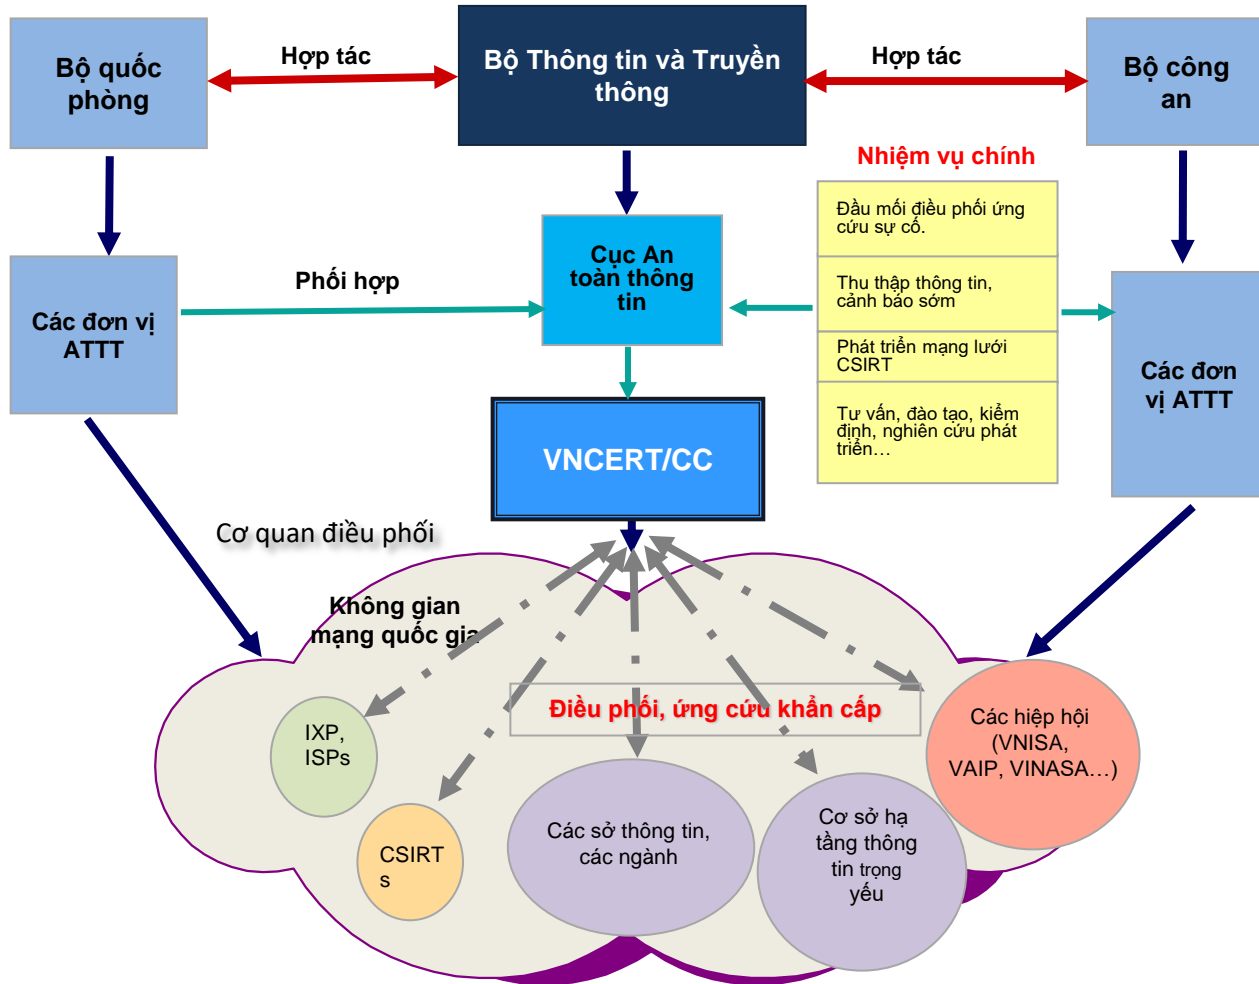 Bộ quốc
phòng
Hợp tác
Bộ Thông tin và Truyền
thông
Hợp tác
Bộ công
an
Nhiệm vụ chính
Đầu mối điều phối ứng
cứu sự cố.
Thu thập thông tin,
cảnh báo sớm
Phát triển mạng lưới
CSIRT
Tư vấn, đào tạo, kiểm
định, nghiên cứu phát
triển…
Cục An
toàn thông
tin
Phối hợp
Các đơn vị
ATTT
Các đơn
vị ATTT
VNCERT/CC
Cơ quan điều phối
Không gian
mạng quốc gia
Điều phối, ứng cứu khẩn cấp
IXP,
ISPs
CSIRT
s
Các sở thông tin,
các ngành
Cơ sở hạ
tầng thông
tin trọng
yếu
Các hiệp hội
(VNISA,
VAIP, VINASA…)